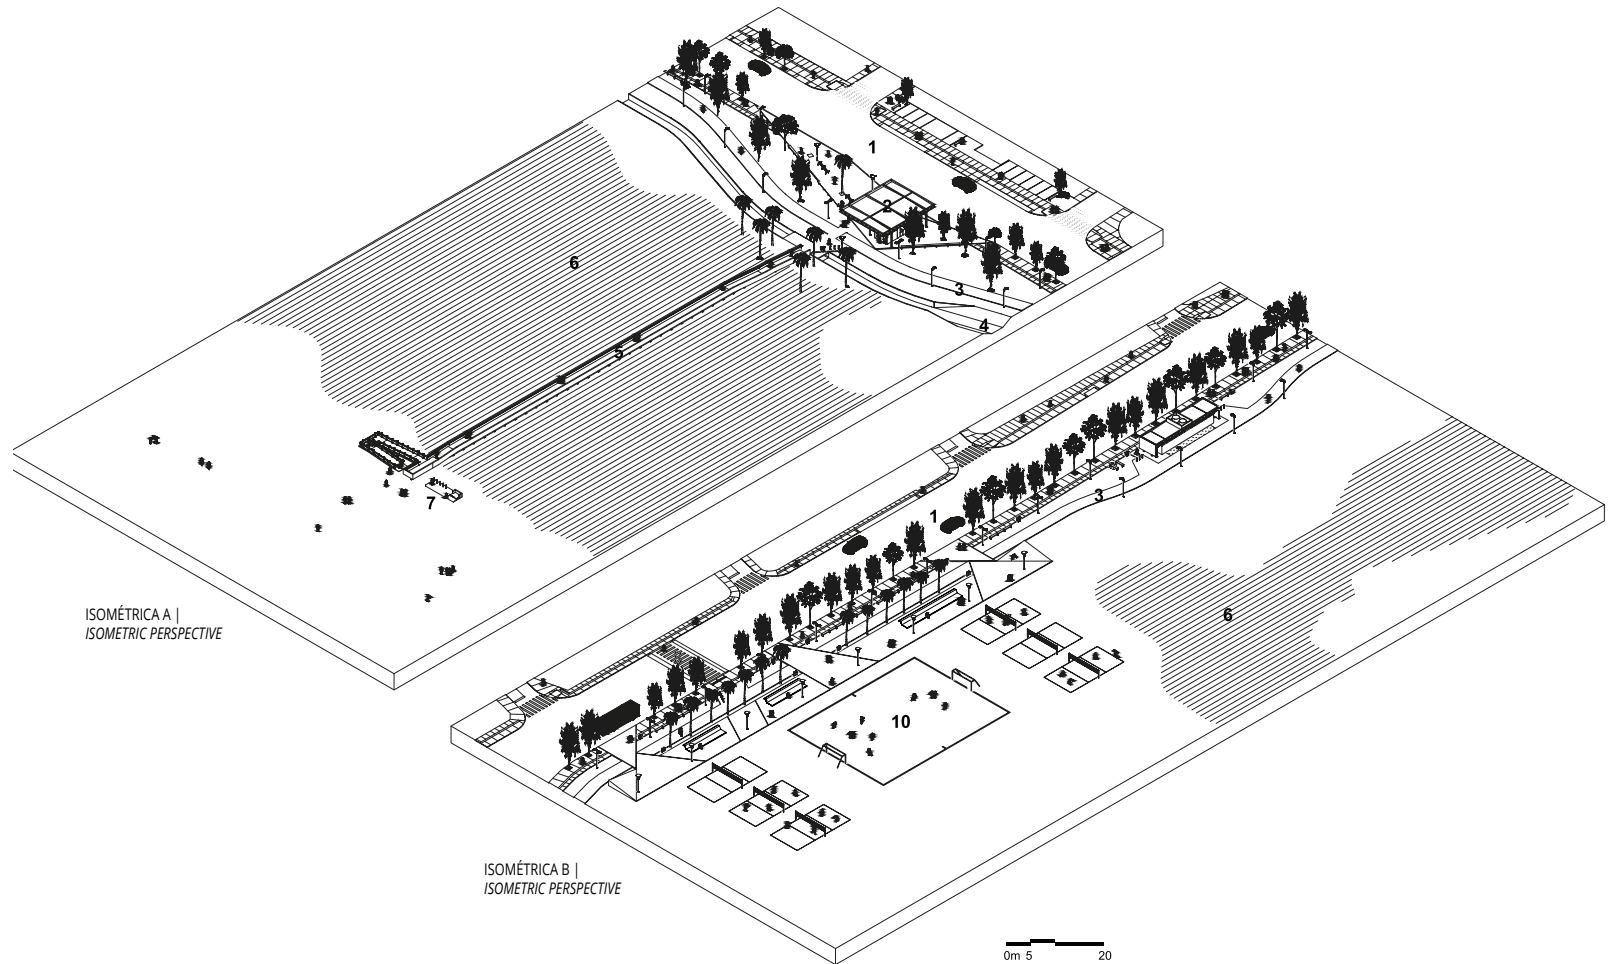 1
2
6
3
4
5
7
ISOMÉTRICA A |
ISOMETRIC PERSPECTIVE
3
1
6
10
ISOMÉTRICA B |
ISOMETRIC PERSPECTIVE
0m 5 20